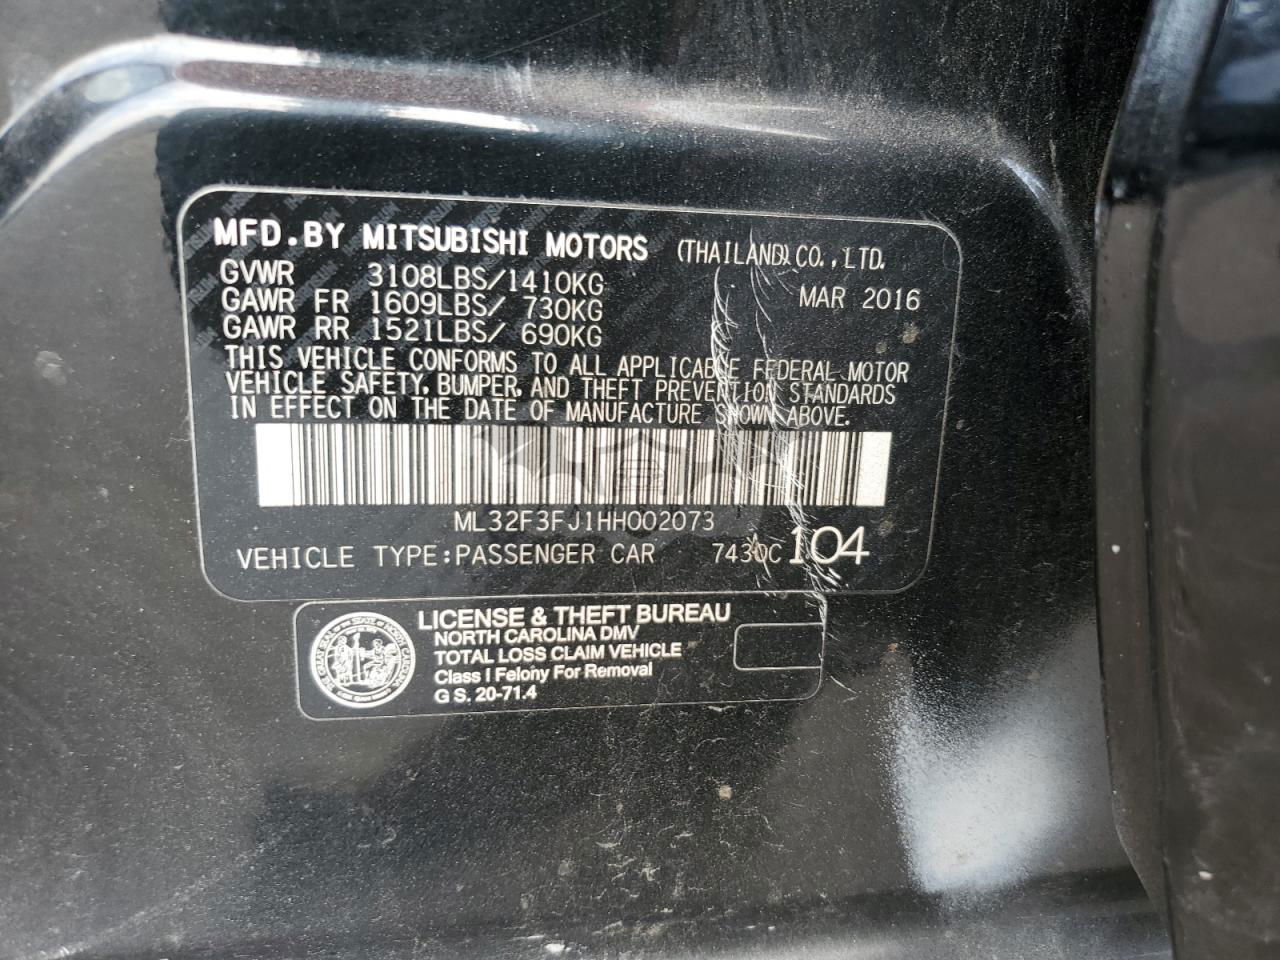 MFD.BY MITSUBISHI MOTORS (THAILAND) CO.,LTD.
GVWR 3108LBS/1410KG MAR 2016
GAWR FR 1609LBS/ 730KG
GAWR RR 1521LBS/ 690KG
THIS VEHICLE CONFORMS TO ALL APPLICABLE FEDERAL MOTOR
VEHICLE SAFETY, BUMPER, AND THEFT PREVENTION STANDARDS
IN EFFECT ON THE DATE OF MANUFACTURE SHOWN ABOVE.
ML32F3FJ1HH002073
VEHICLE TYPE:PASSENGER CAR 7430C 104
LICENSE & THEFT BUREAU
NORTH CAROLINA DMV
TOTAL LOSS CLAIM VEHICLE
Class I Felony For Removal
G S. 20-71.4